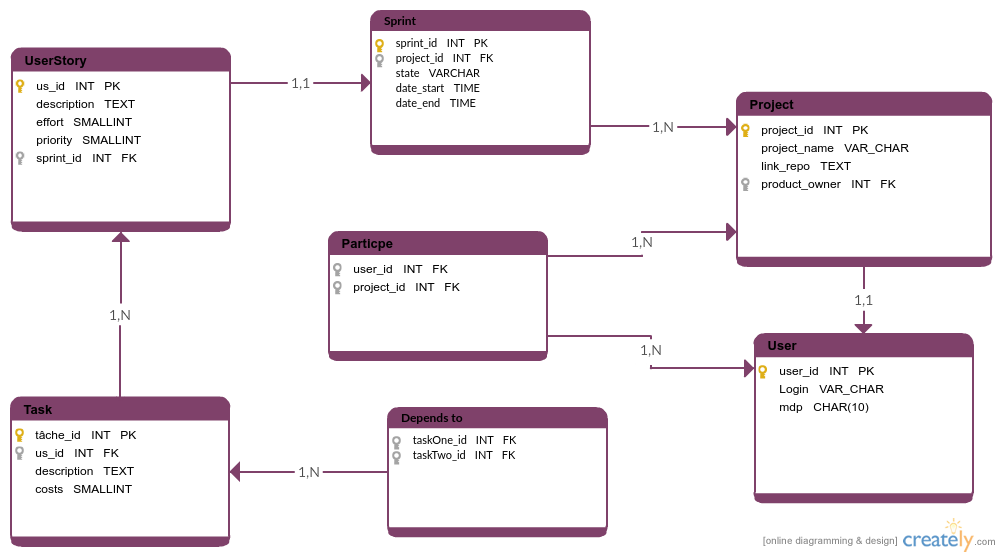 Sprint
sprint_id INT PK
project_id INT FK
state VARCHAR
date_start TIME
date_end TIME
UserStory
us_id INT PK
description TEXT
effort SMALLINT
priority SMALLINT
sprint_id INT FK
1,1
1,N
Project
project_id INT PK
project_name VAR_CHAR
link_repo TEXT
product_owner INT FK
Particpe
user_id INT FK
project_id INT FK
1,N
1,N
1,1
1,N
User
user_id INT PK
Login VAR_CHAR
mdp CHAR(10)
Task
tâche_id INT PK
us_id INT FK
description TEXT
costs SMALLINT
1,N
Depends to
taskOne_id INT FK
taskTwo_id INT FK
[online diagramming & design] creately.com